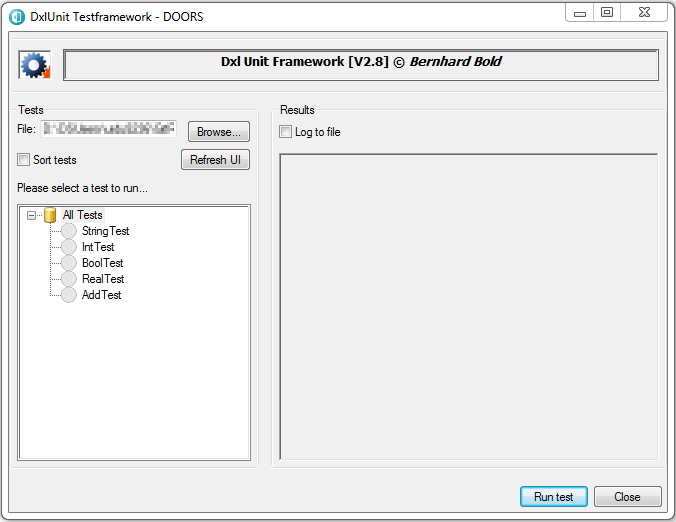 DxlUnit Testframework - DOORS
Dxl Unit Framework [V2.8] © Bernhard Bold
Tests
File:
Browse...
Sort tests
Refresh UI
Please select a test to run...
All Tests
StringTest
IntTest
BoolTest
RealTest
AddTest
Results
Log to file
Run test
Close